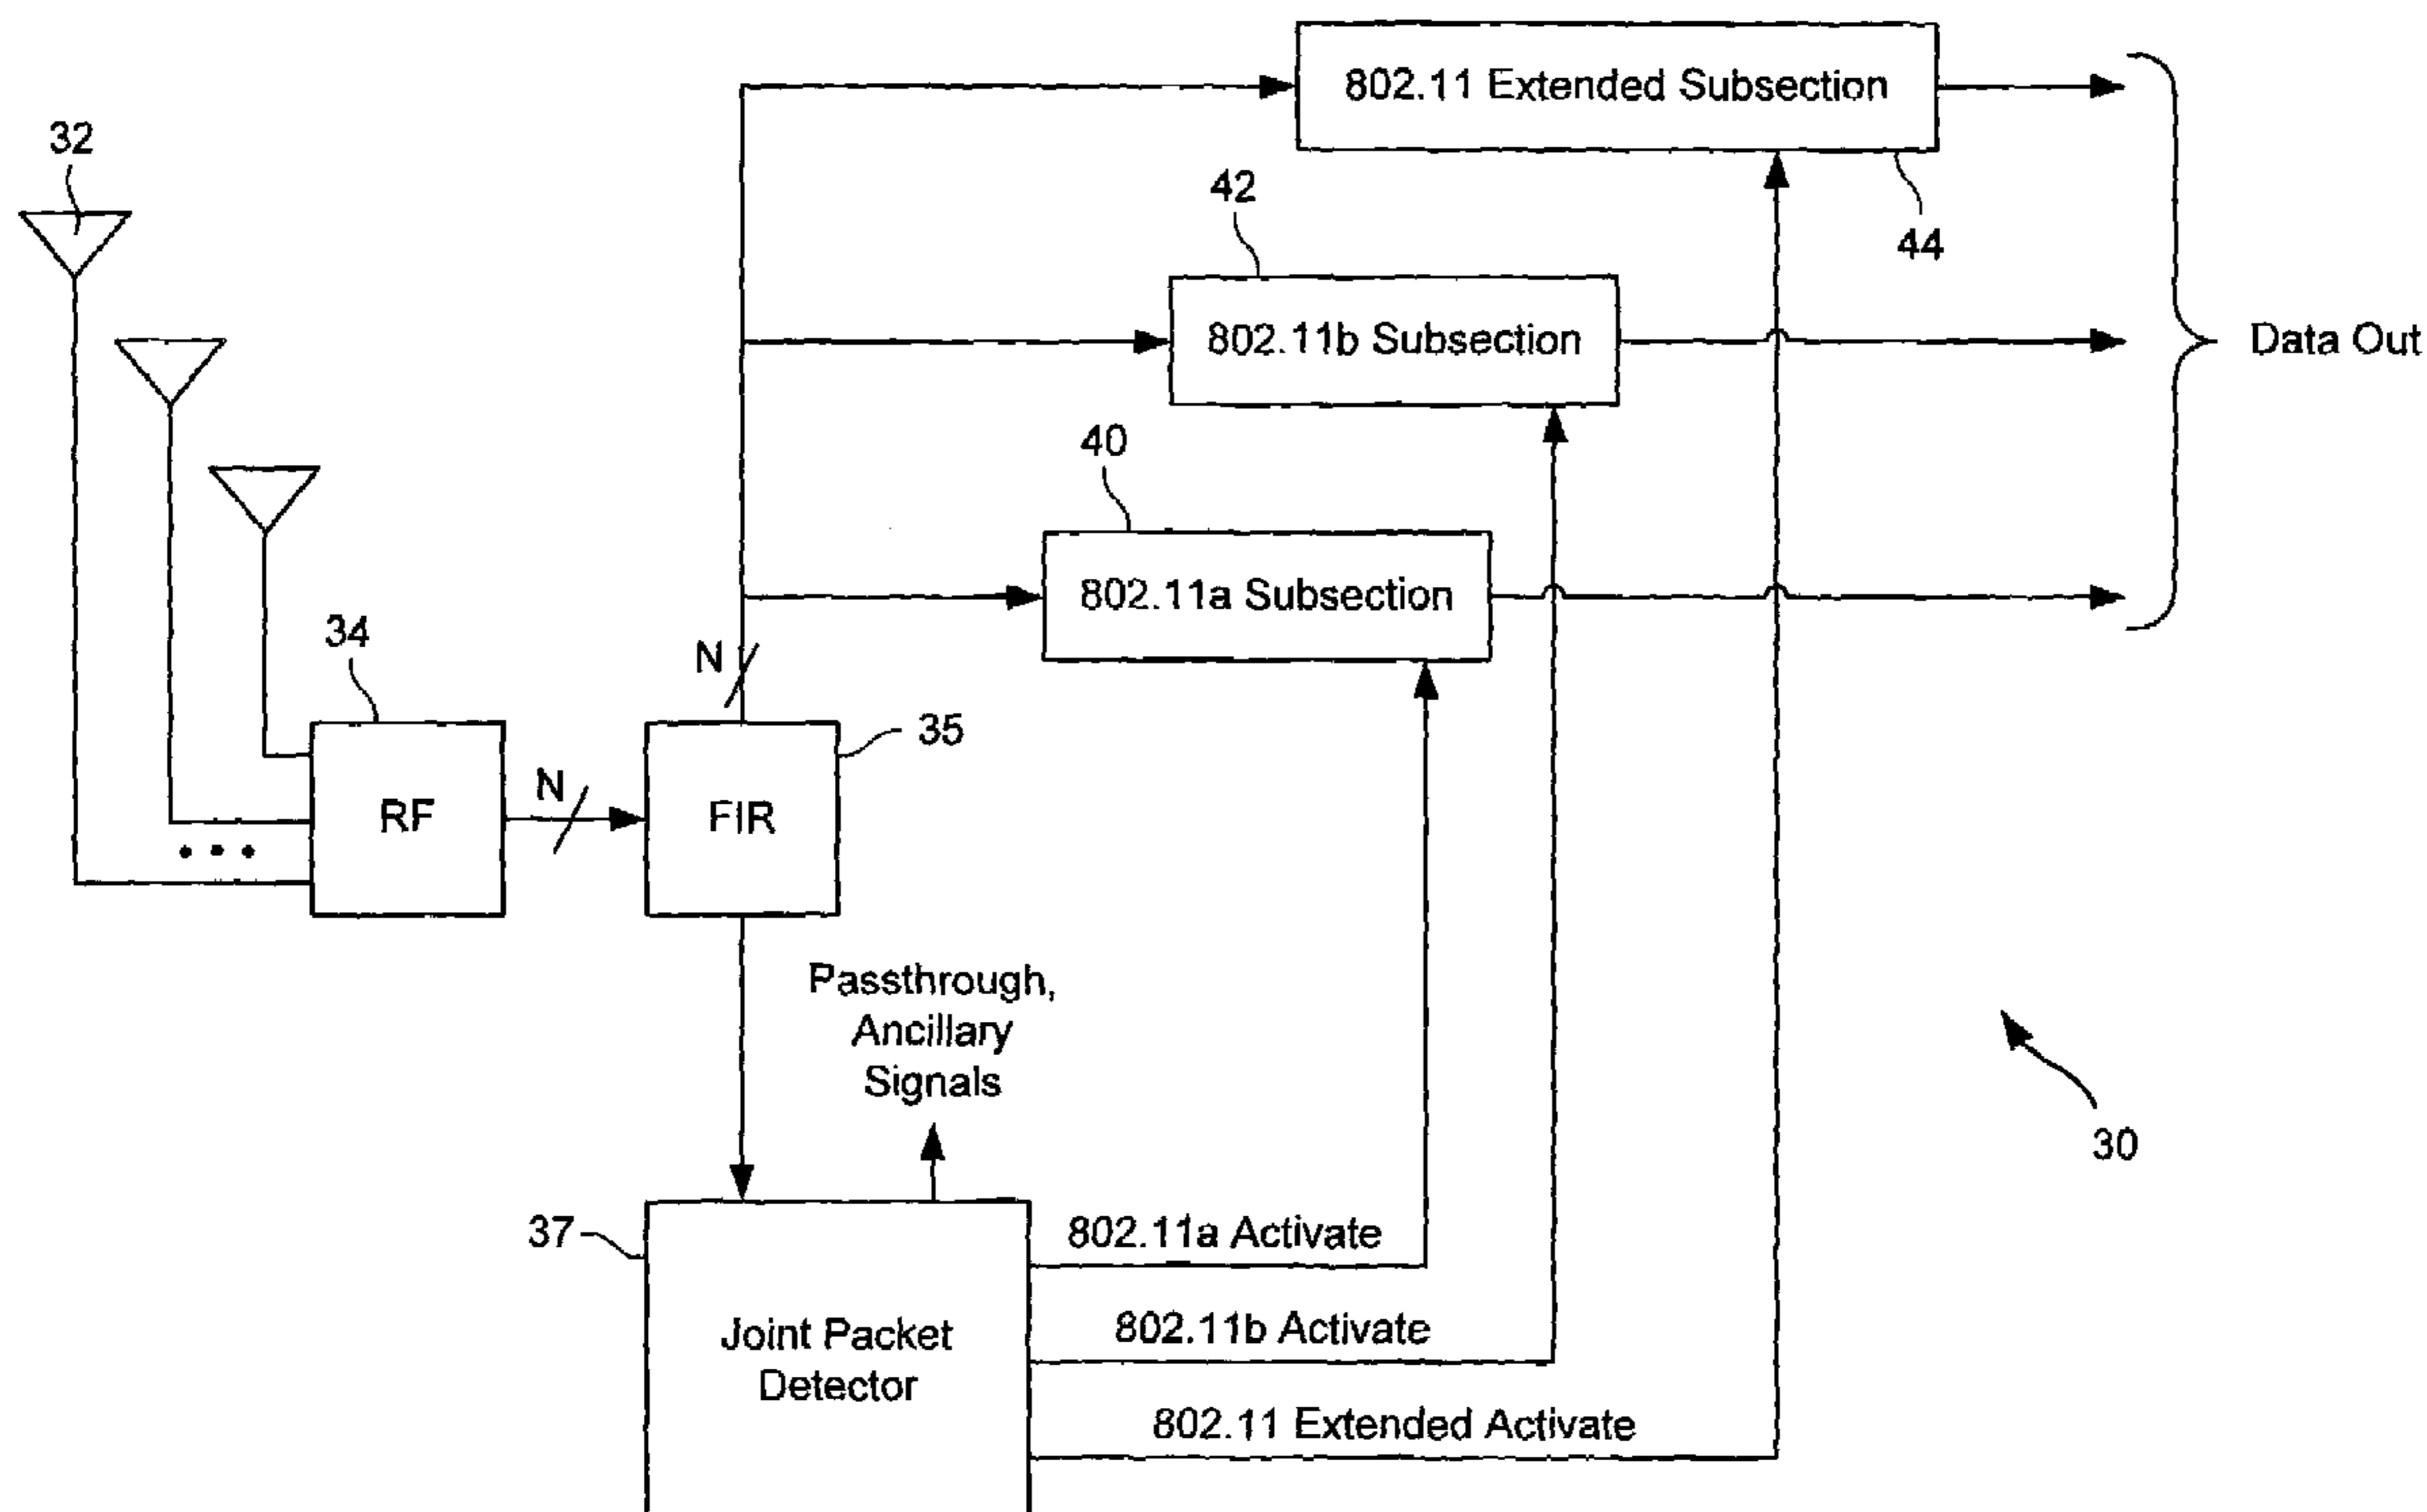 802.11 Extended Subsection
32
42
44
802.11b Subsection
Data Out
40
802.11a Subsection
34
N
35
N
RF
FIR
Passthrough,
Ancillary
Signals
30
37
802.11a Activate
Joint Packet
Detector
802.11b Activate
802.11 Extended Activate